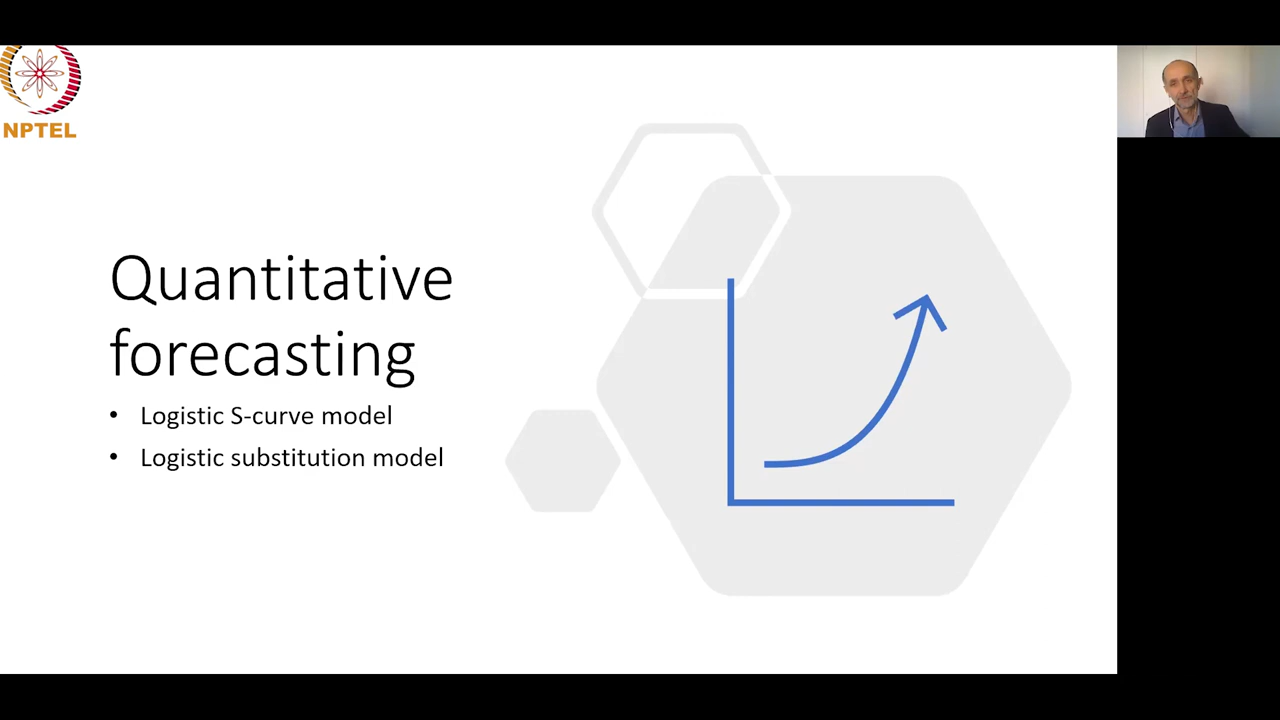 NPTEL
Quantitative
forecasting
• Logistic S-curve model
• Logistic substitution model